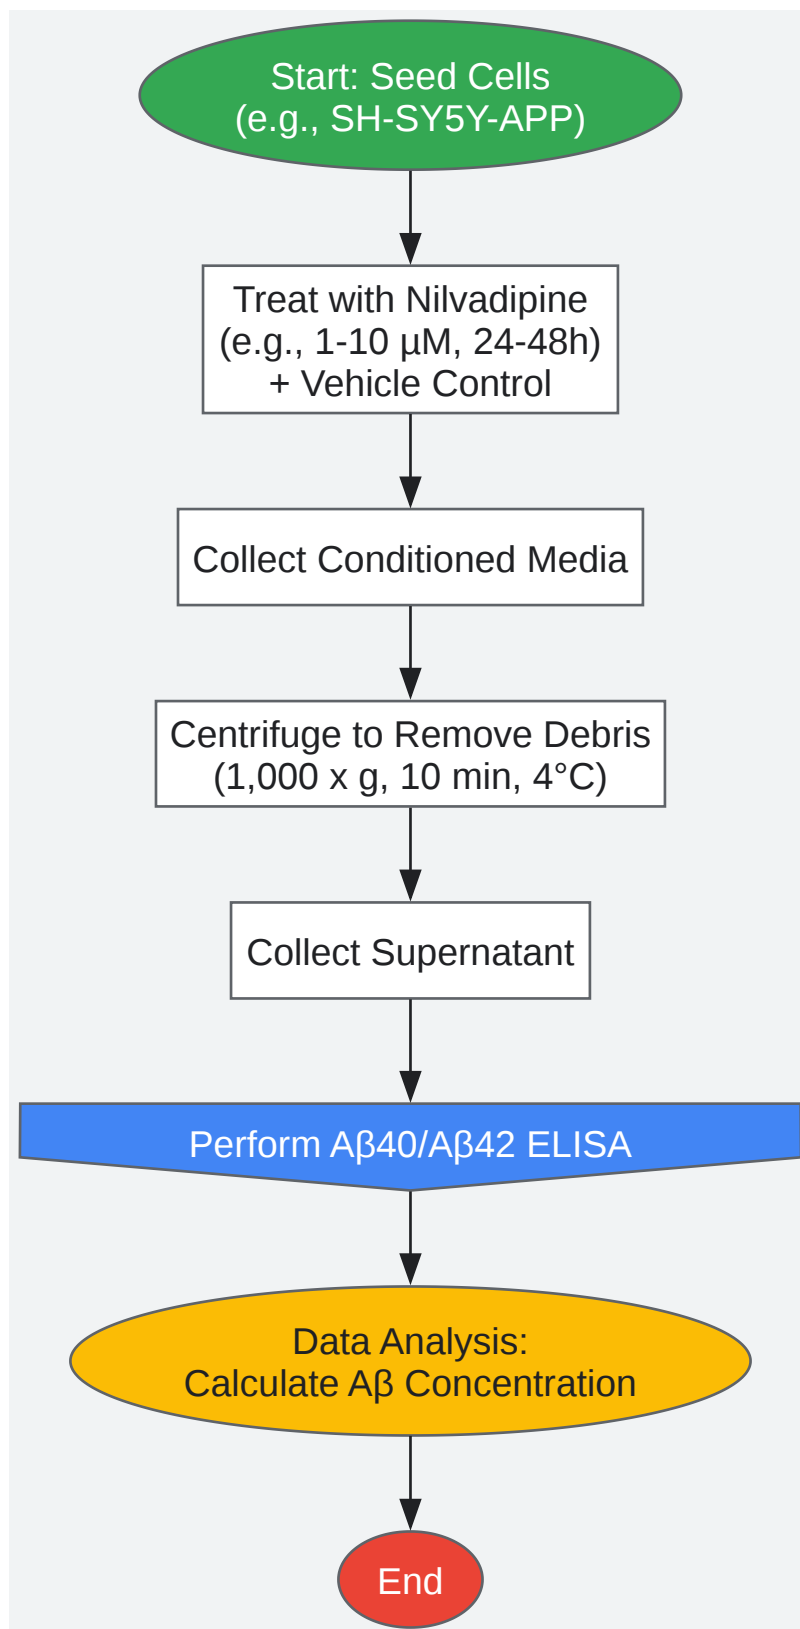 Start: Seed Cells
(e.g., SH-SY5Y-APP)
Treat with Nilvadipine
(e.g., 1-10 µM, 24-48h)
+ Vehicle Control
Collect Conditioned Media
Centrifuge to Remove Debris
(1,000 x g, 10 min, 4°C)
Collect Supernatant
Perform Aβ40/Aβ42 ELISA
Data Analysis:
Calculate Aβ Concentration
End